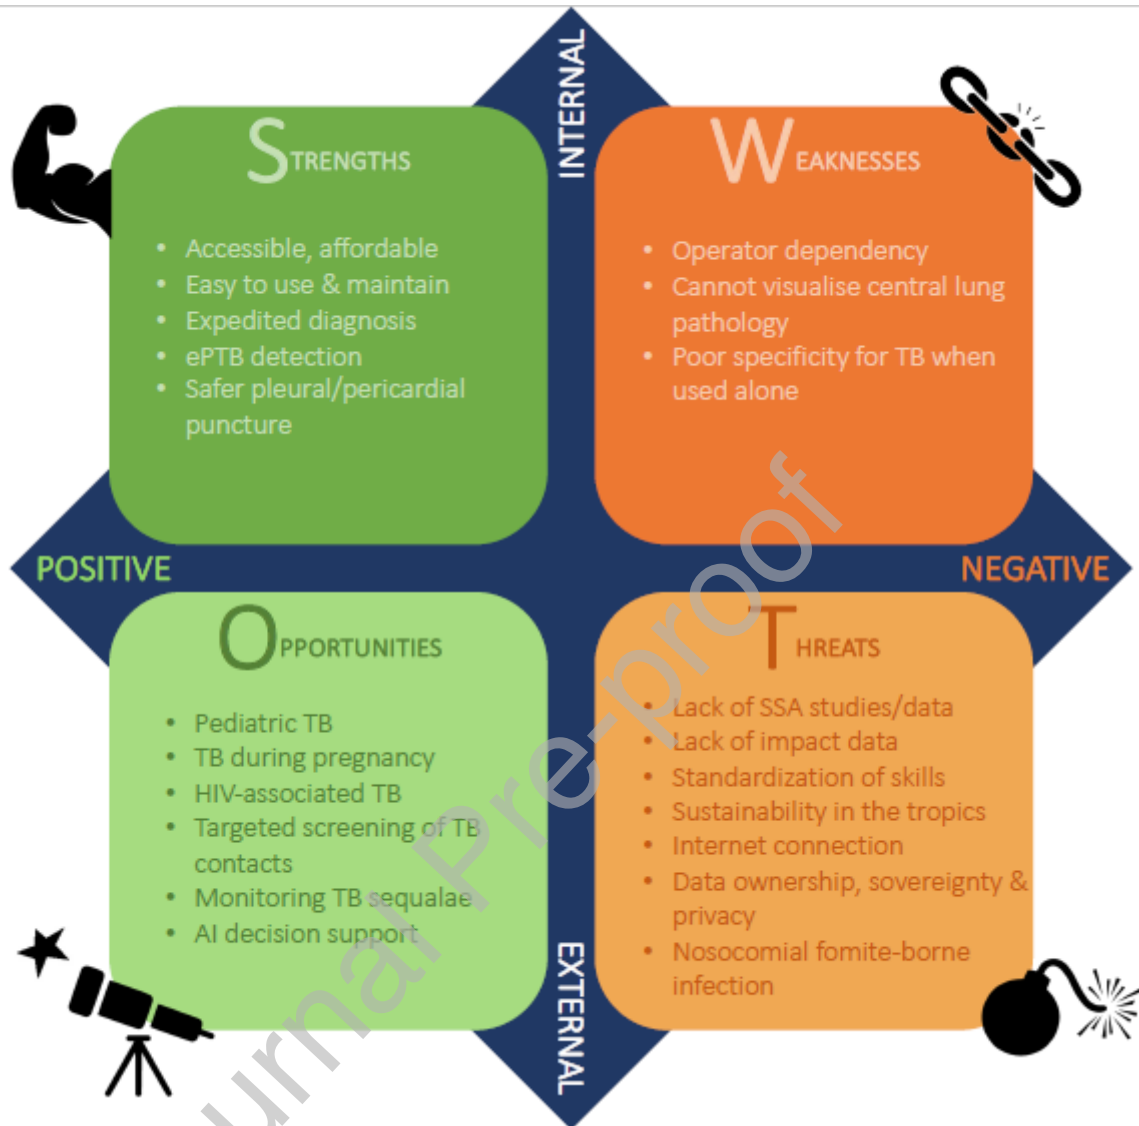 INTERNAL
STRENGTHS
• Accessible, affordable
• Easy to use & maintain
• Expedited diagnosis
• ePTB detection
• Safer pleural/pericardial
puncture
WEAKNESSES
• Operator dependency
• Cannot visualise central lung
pathology
• Poor specificity for TB when
used alone
POSITIVE
NEGATIVE
OPPORTUNITIES
• Pediatric TB
• TB during pregnancy
• HIV-associated TB
• Targeted screening of TB
contacts
• Monitoring TB sequalae
• AI decision support
THREATS
• Lack of SSA studies/data
• Lack of impact data
• Standardization of skills
• Sustainability in the tropics
• Internet connection
• Data ownership, sovereignty &
privacy
• Nosocomial fomite-borne
infection
EXTERNAL
urnal Pre-proof